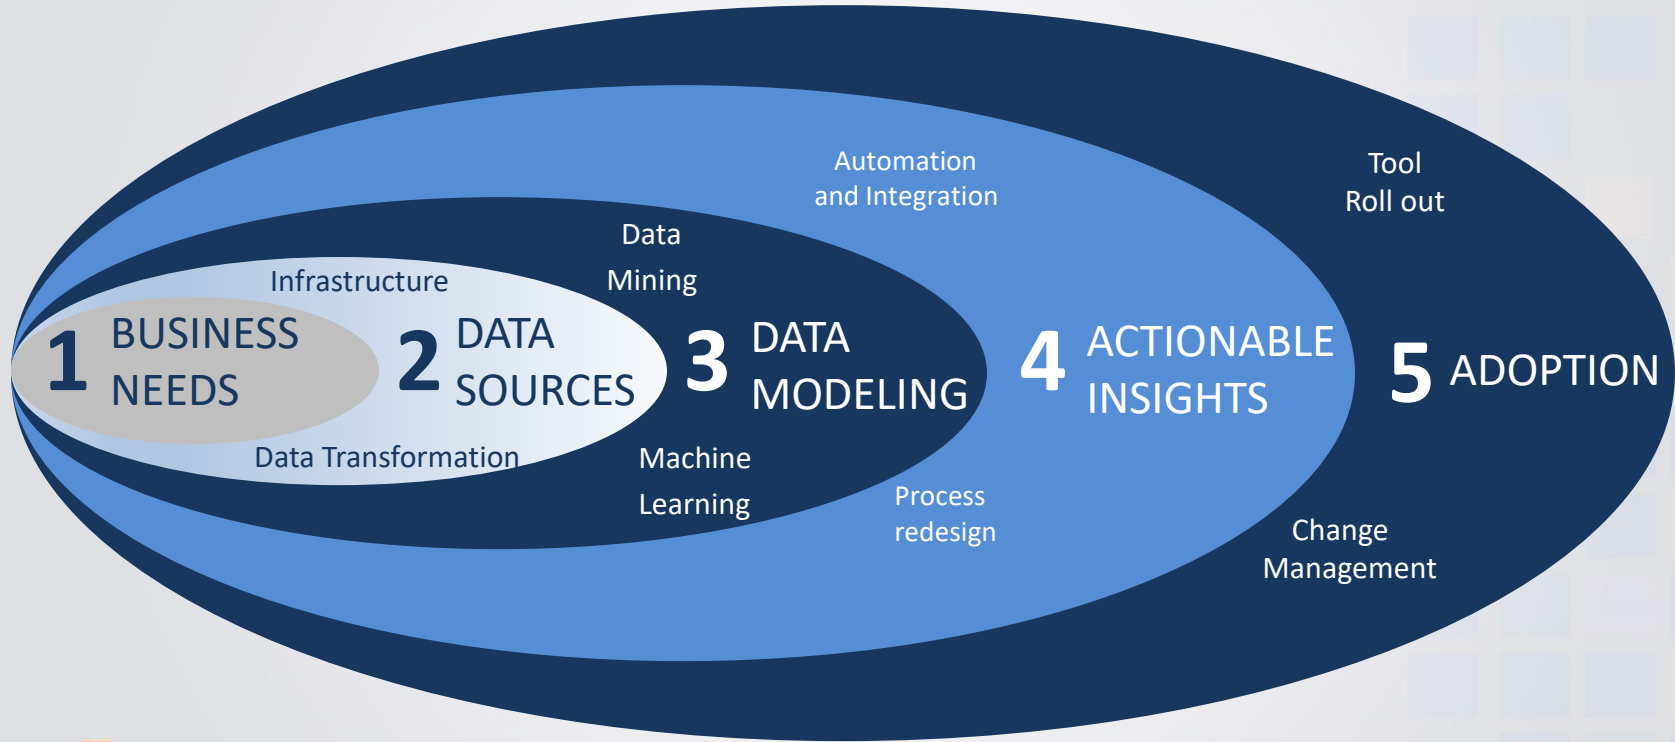 1
BUSINESS
NEEDS
Infrastructure
2
DATA
SOURCES
Data Transformation
Data
Mining
3
DATA
MODELING
Machine
Learning
Automation
and Integration
4
ACTIONABLE
INSIGHTS
Process
redesign
Tool
Roll out
5
ADOPTION
Change
Management